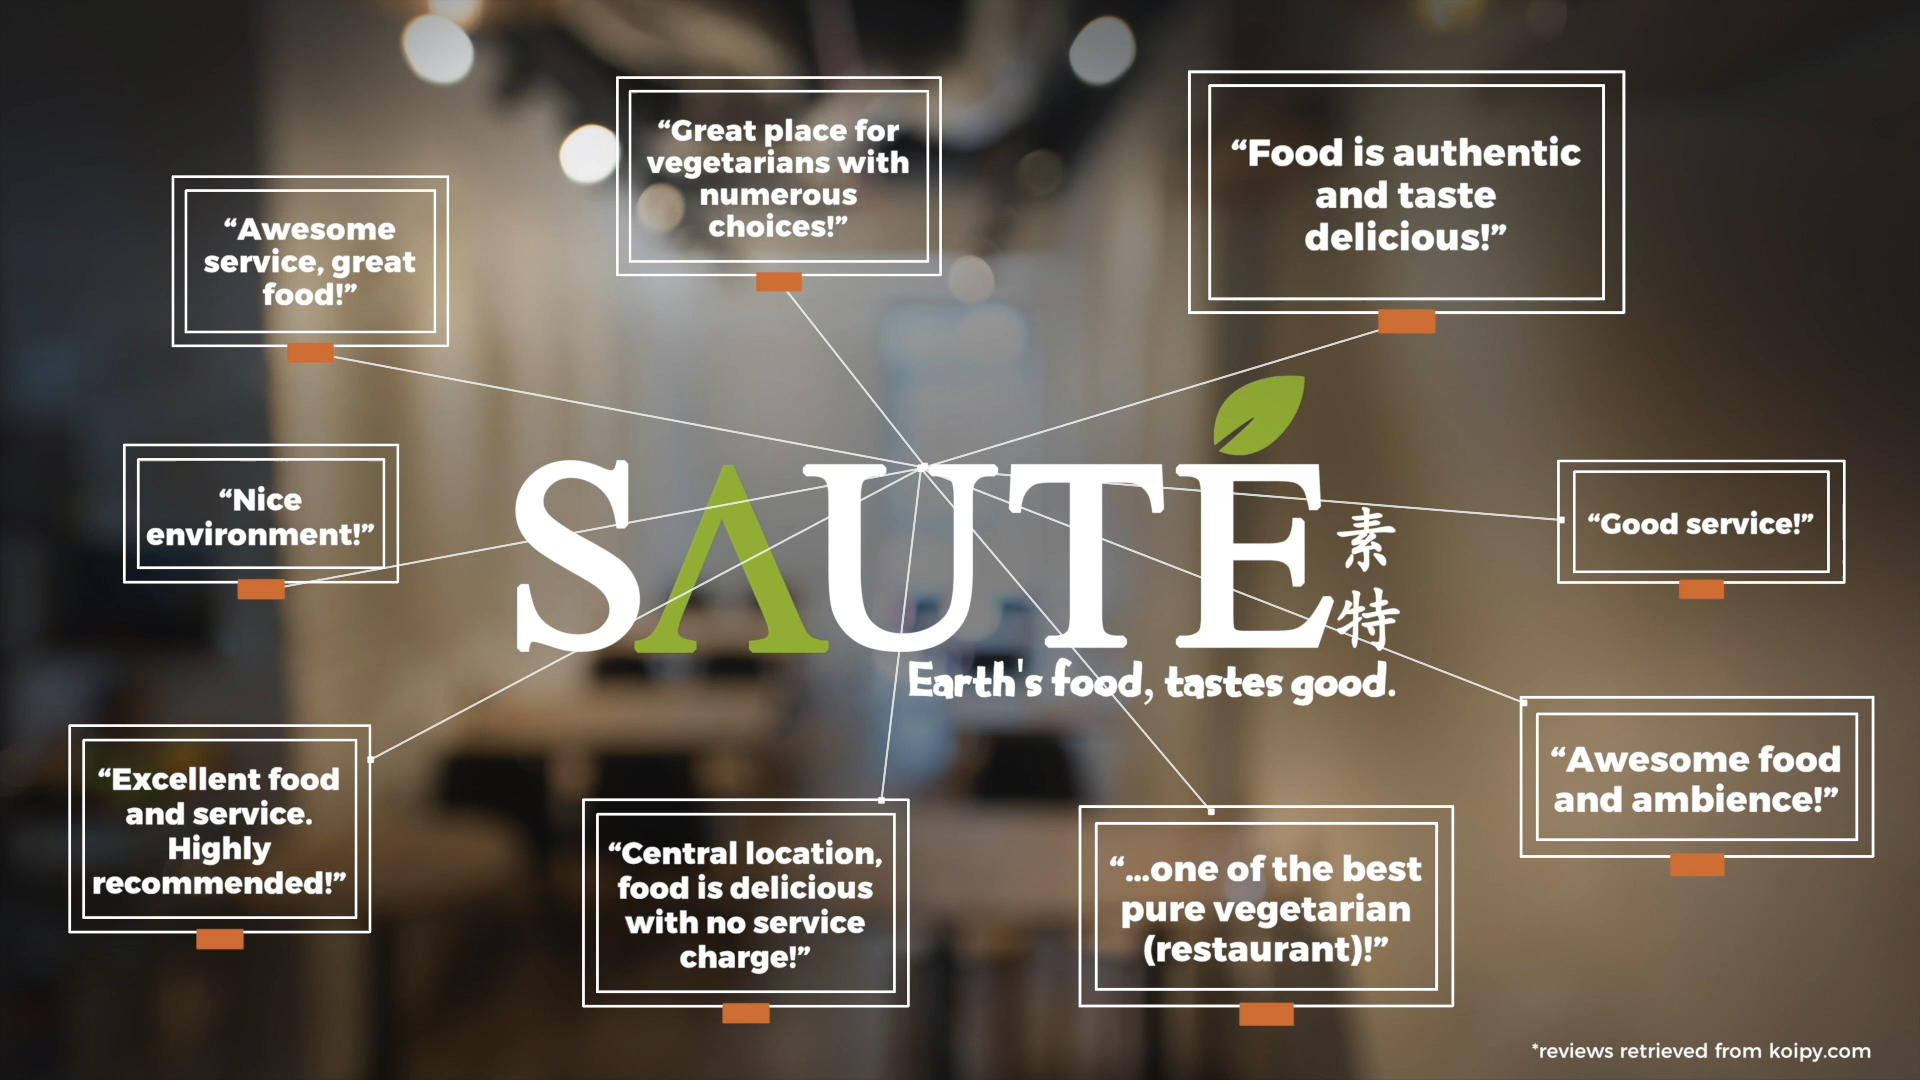 “Great place for
vegetarians with
numerous
choices!”
“Food is authentic
and taste
delicious!”
“Awesome
service, great
food!”
“Nice
environment!”
SAUTÉ
素
特
Earth's food, tastes good.
“Good service!”
“Excellent food
and service.
Highly
recommended!”
“Central location,
food is delicious
with no service
charge!”
“...one of the best
pure vegetarian
(restaurant)!”
“Awesome food
and ambience!”
*reviews retrieved from koipy.com